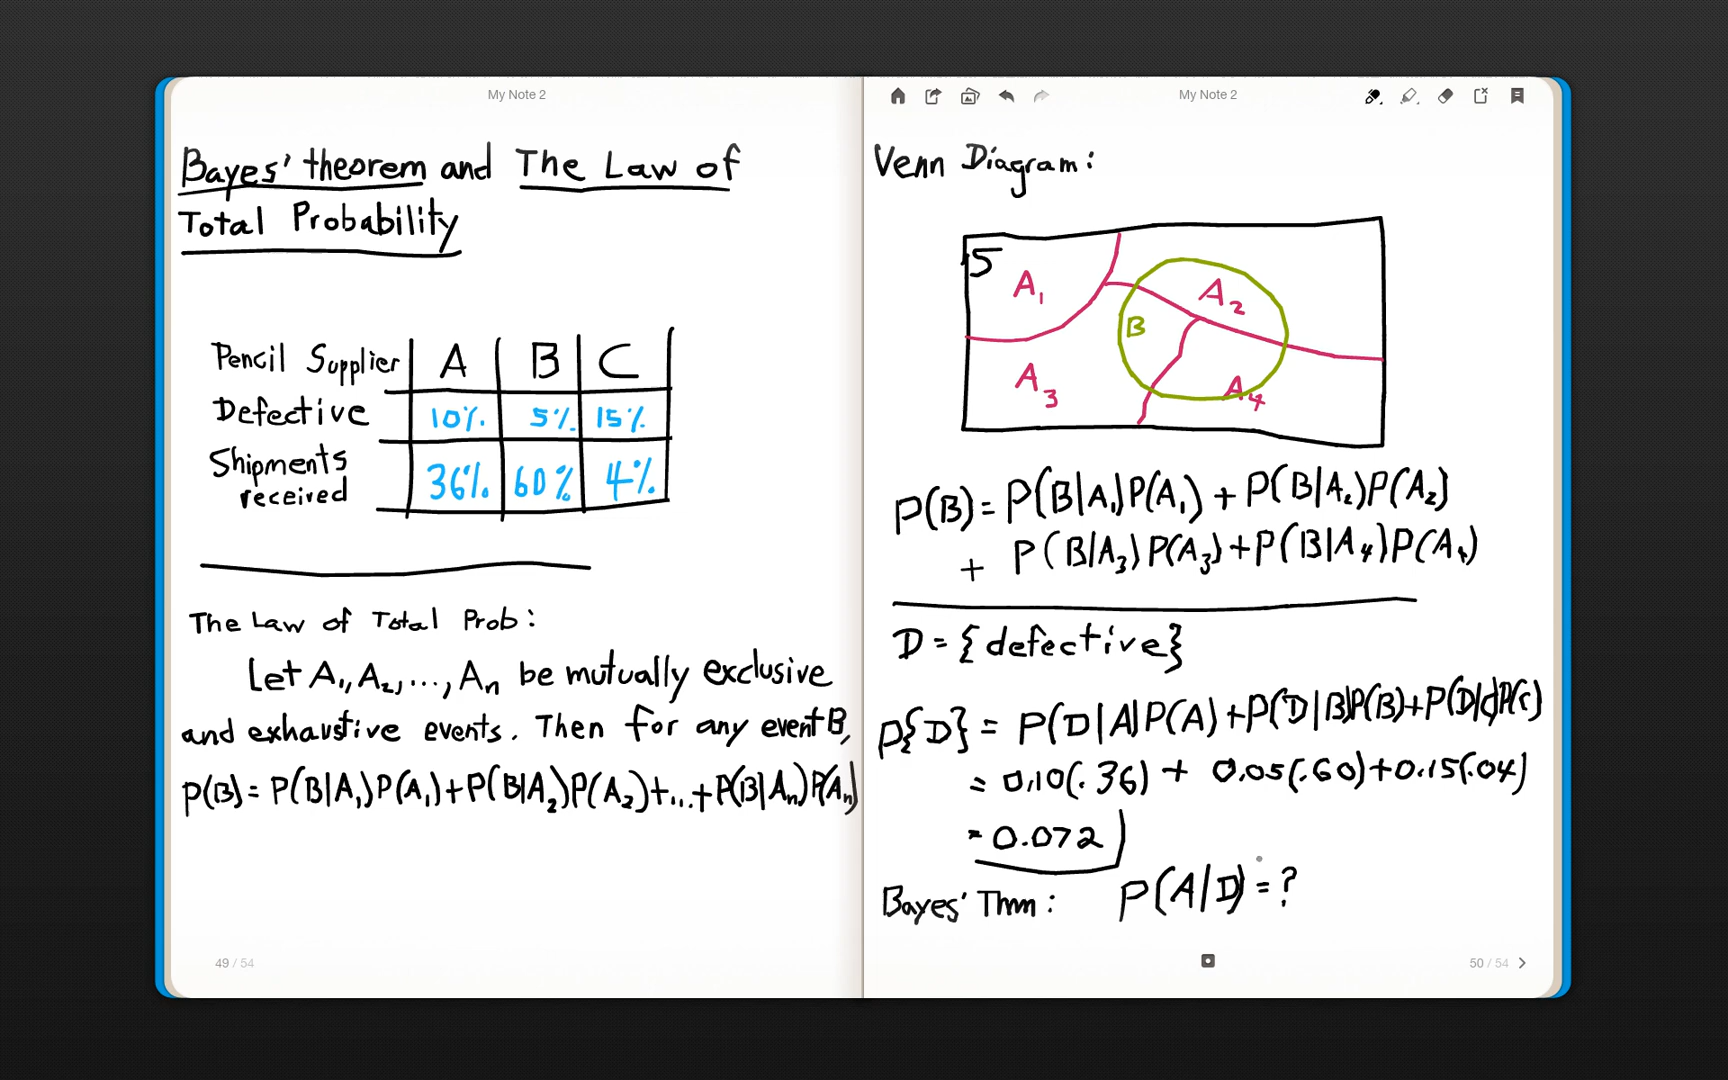 My Note 2
Bayes' theorem and The Law of
Total Probability
Pencil Supplier A B C
Defective 10% 5% 15%
Shipments
received 36% 60% 4%
The Law of Total Prob:
Let A₁, A₂, ..., Aₙ be mutually exclusive
and exhaustive events. Then for any event B,
P(B) = P(B|A₁)P(A₁)+P(B|A₂)P(A₂)+...+P(B|Aₙ)P(Aₙ)
49 / 54
My Note 2
Venn Diagram:
S
A₁
A₂
B
A₃
A₄
P(B) = P(B|A₁)P(A₁) + P(B|A₂)P(A₂)
+ P(B|A₃)P(A₃)+P(B|A₄)P(A₄)
D = {defective}
P{D} = P(D|A)P(A)+P(D|B)P(B)+P(D|C)P(C)
= 0.10(.36) + 0.05(.60)+0.15(.04)
= 0.072
Bayes' Thm: P(A|D) = ?
50 / 54